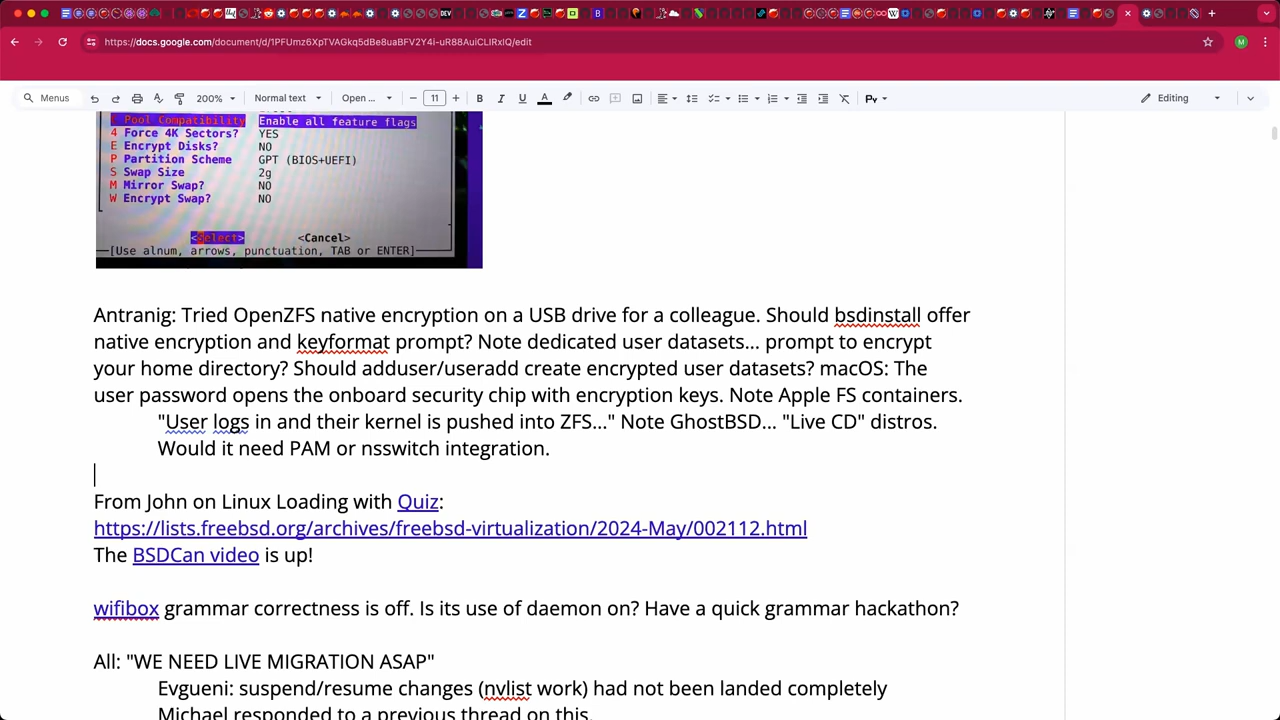 https://docs.google.com/document/d/1PFUmz6XpTVAGkq5dBe8uaBFV2Y4i-uR88AuiCLIRxlQ/edit
M
Menus
200%
Normal text
Open ...
11
B I U A
Editing
Pool Compatibility Enable all feature flags
4 Force 4K Sectors? YES
E Encrypt Disks? NO
P Partition Scheme GPT (BIOS+UEFI)
S Swap Size 2g
M Mirror Swap? NO
W Encrypt Swap? NO
<Select> <Cancel>
[Use alnum, arrows, punctuation, TAB or ENTER]
Antranig: Tried OpenZFS native encryption on a USB drive for a colleague. Should bsdinstall offer
native encryption and keyformat prompt? Note dedicated user datasets... prompt to encrypt
your home directory? Should adduser/useradd create encrypted user datasets? macOS: The
user password opens the onboard security chip with encryption keys. Note Apple FS containers.
"User logs in and their kernel is pushed into ZFS..." Note GhostBSD... "Live CD" distros.
Would it need PAM or nsswitch integration.
From John on Linux Loading with Quiz:
https://lists.freebsd.org/archives/freebsd-virtualization/2024-May/002112.html
The BSDCan video is up!
wifibox grammar correctness is off. Is its use of daemon on? Have a quick grammar hackathon?
All: "WE NEED LIVE MIGRATION ASAP"
Evgueni: suspend/resume changes (nvlist work) had not been landed completely
Michael responded to a previous thread on this.